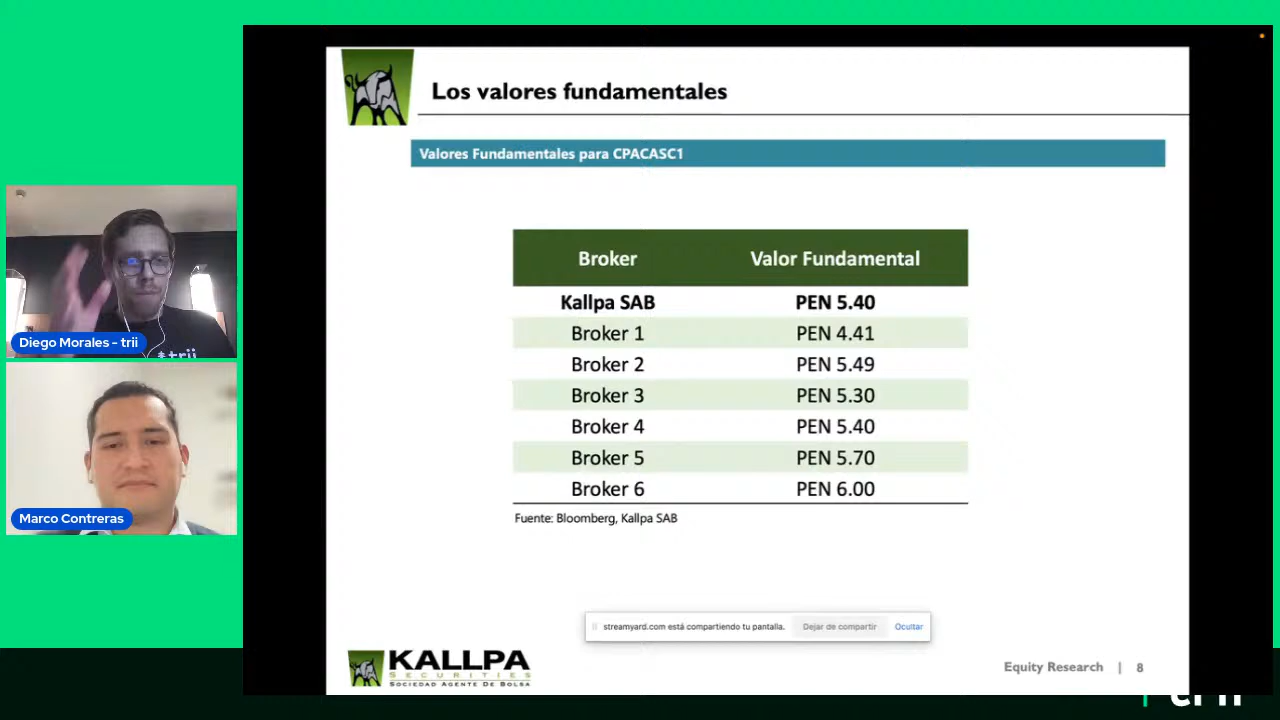 Los valores fundamentales
Valores Fundamentales para CPACASC1
Broker Valor Fundamental
Kallpa SAB PEN 5.40
Broker 1 PEN 4.41
Broker 2 PEN 5.49
Broker 3 PEN 5.30
Broker 4 PEN 5.40
Broker 5 PEN 5.70
Broker 6 PEN 6.00
Fuente: Bloomberg, Kallpa SAB
streamyard.com está compartiendo tu pantalla. Dejar de compartir Ocultar
KALLPA
SECURITIES
SOCIEDAD AGENTE DE BOLSA
Equity Research | 8
trii
Diego Morales - trii
Marco Contreras